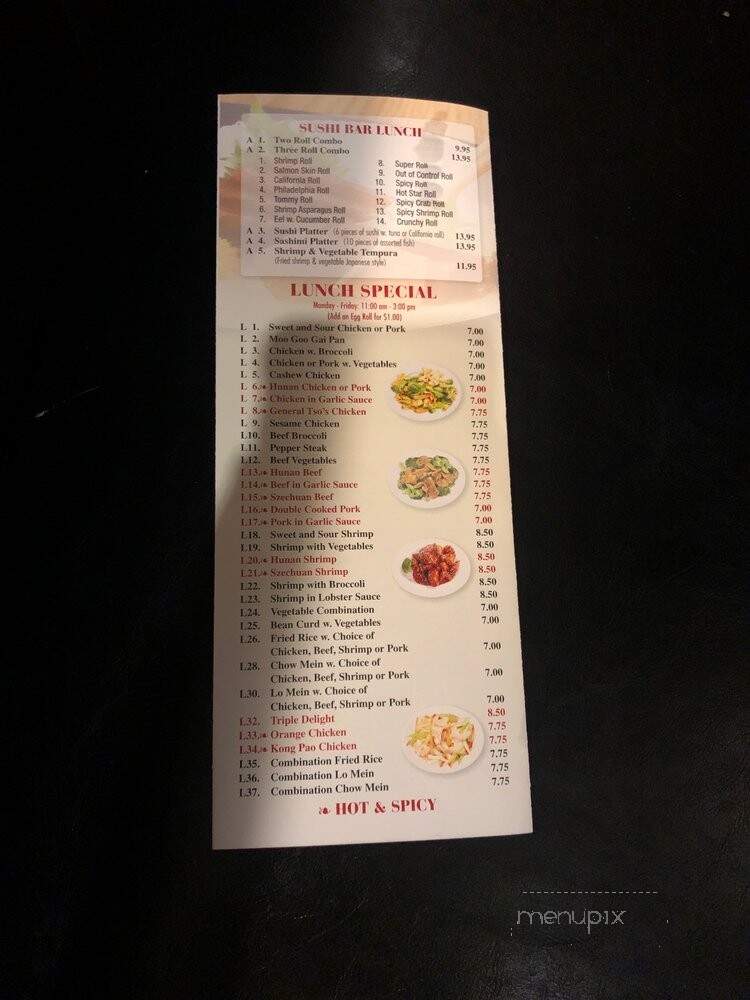 SUSHI BAR LUNCH
A 1. Two Roll Combo 9.95
A 2. Three Roll Combo 13.95
1. Shrimp Roll
2. Salmon Skin Roll
3. California Roll
4. Philadelphia Roll
5. Tommy Roll
6. Shrimp Asparagus Roll
7. Eel w. Cucumber Roll
8. Super Roll
9. Out of Control Roll
10. Spicy Roll
11. Hot Star Roll
12. Spicy Crab Roll
13. Spicy Shrimp Roll
14. Crunchy Roll
A 3. Sushi Platter (6 pieces of sushi w. tuna or California roll) 13.95
A 4. Sashimi Platter (10 pieces of assorted fish) 13.95
A 5. Shrimp & Vegetable Tempura
(Fried shrimp & vegetable Japanese style) 11.95
LUNCH SPECIAL
Monday - Friday: 11:00 am - 3:00 pm
(Add an Egg Roll for $1.00)
L 1. Sweet and Sour Chicken or Pork 7.00
L 2. Moo Goo Gai Pan 7.00
L 3. Chicken w. Broccoli 7.00
L 4. Chicken or Pork w. Vegetables 7.00
L 5. Cashew Chicken 7.00
L 6. Hunan Chicken or Pork 7.00
L 7. Chicken in Garlic Sauce 7.00
L 8. General Tso's Chicken 7.75
L 9. Sesame Chicken 7.75
L10. Beef Broccoli 7.75
L11. Pepper Steak 7.75
L12. Beef Vegetables 7.75
L13. Hunan Beef 7.75
L14. Beef in Garlic Sauce 7.75
L15. Szechuan Beef 7.75
L16. Double Cooked Pork 7.00
L17. Pork in Garlic Sauce 7.00
L18. Sweet and Sour Shrimp 8.50
L19. Shrimp with Vegetables 8.50
L20. Hunan Shrimp 8.50
L21. Szechuan Shrimp 8.50
L22. Shrimp with Broccoli 8.50
L23. Shrimp in Lobster Sauce 8.50
L24. Vegetable Combination 7.00
L25. Bean Curd w. Vegetables 7.00
L26. Fried Rice w. Choice of
Chicken, Beef, Shrimp or Pork 7.00
L28. Chow Mein w. Choice of
Chicken, Beef, Shrimp or Pork 7.00
L30. Lo Mein w. Choice of
Chicken, Beef, Shrimp or Pork 7.00
L32. Triple Delight 8.50
L33. Orange Chicken 7.75
L34. Kong Pao Chicken 7.75
L35. Combination Fried Rice 7.75
L36. Combination Lo Mein 7.75
L37. Combination Chow Mein 7.75
HOT & SPICY
menupix